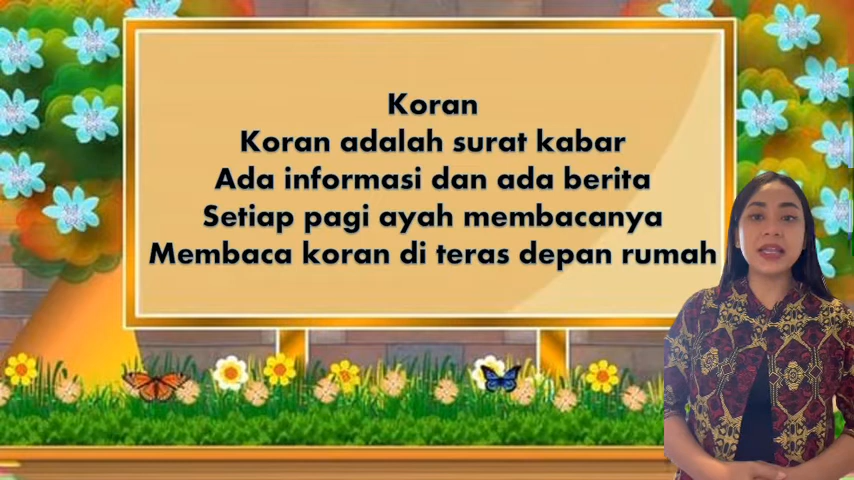 Koran
Koran adalah surat kabar
Ada informasi dan ada berita
Setiap pagi ayah membacanya
Membaca koran di teras depan rumah